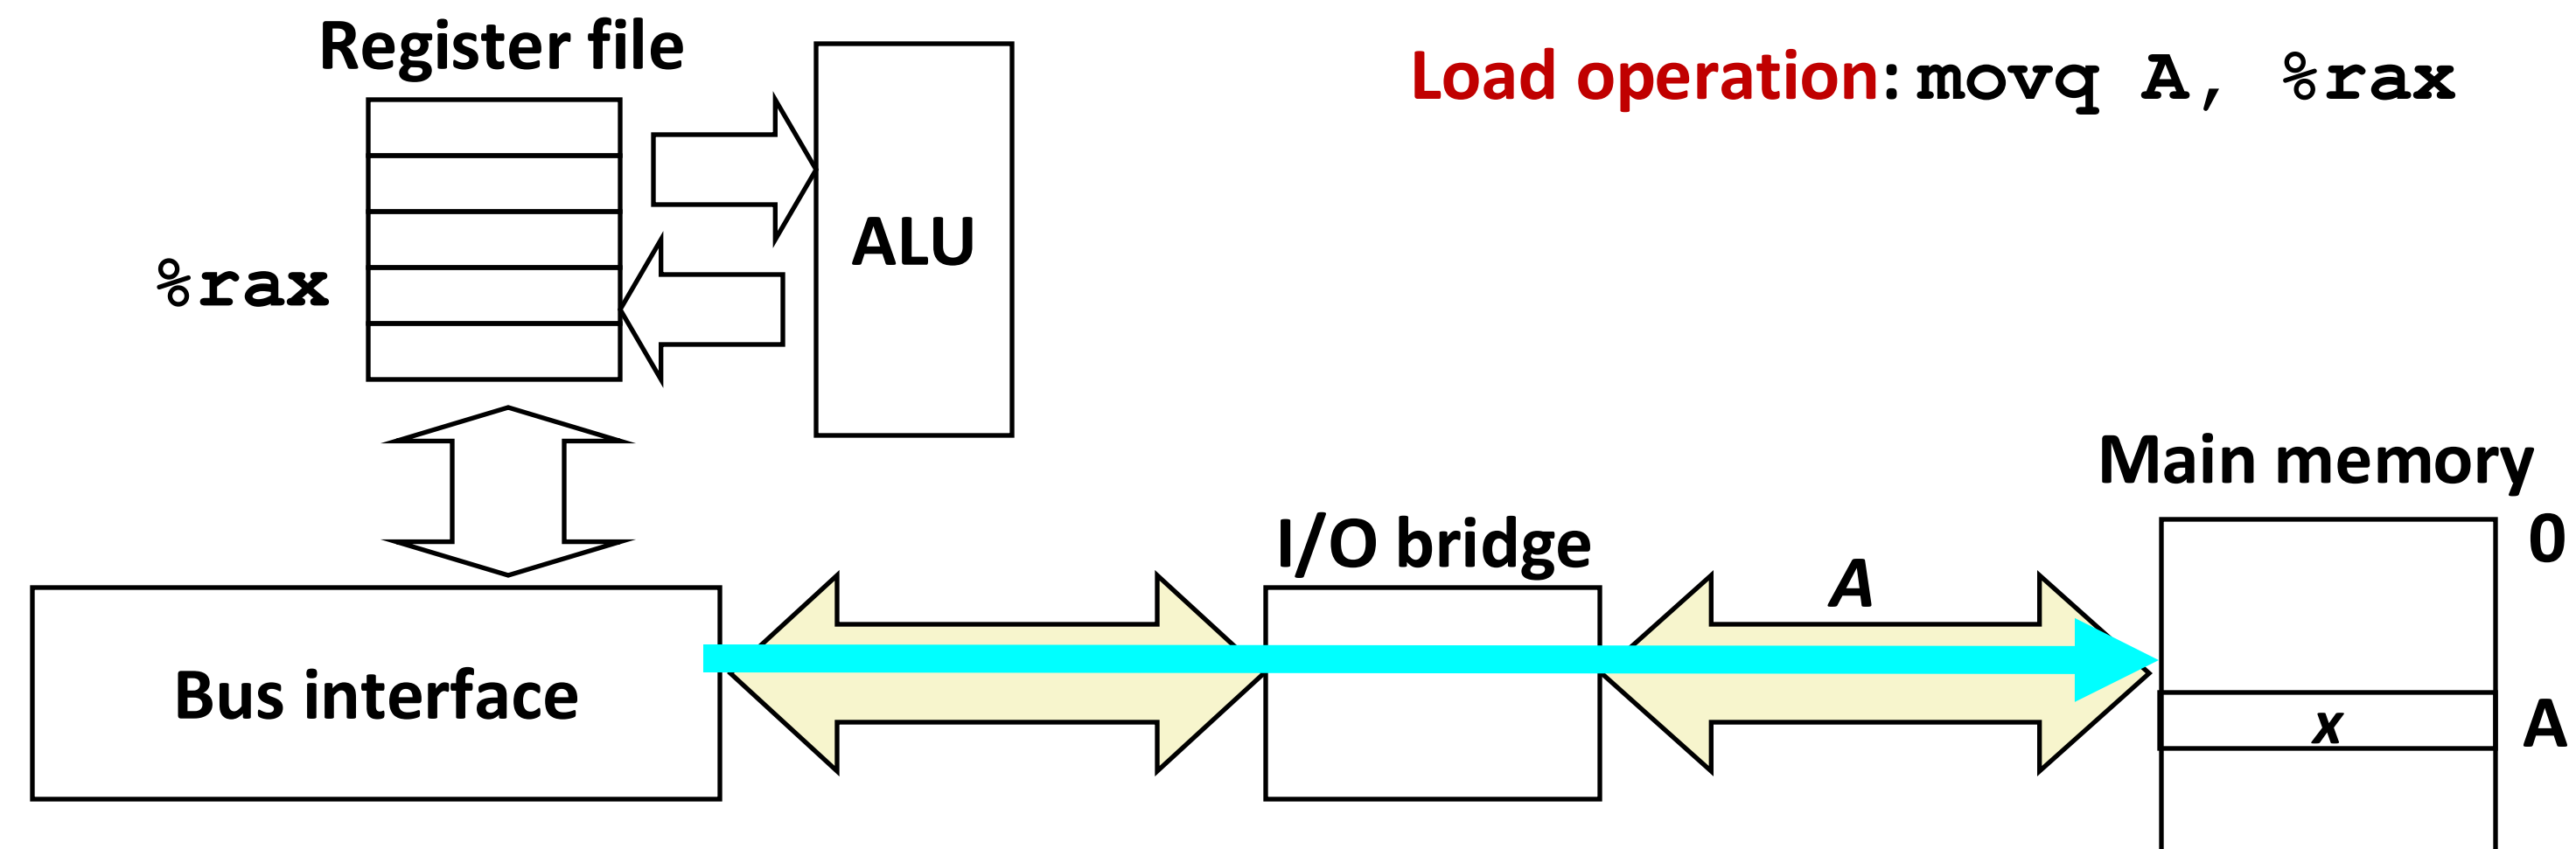 Register file
Load operation: movq A, %rax
ALU
%rax
Main memory
I/O bridge
0
A
Bus interface
x
A